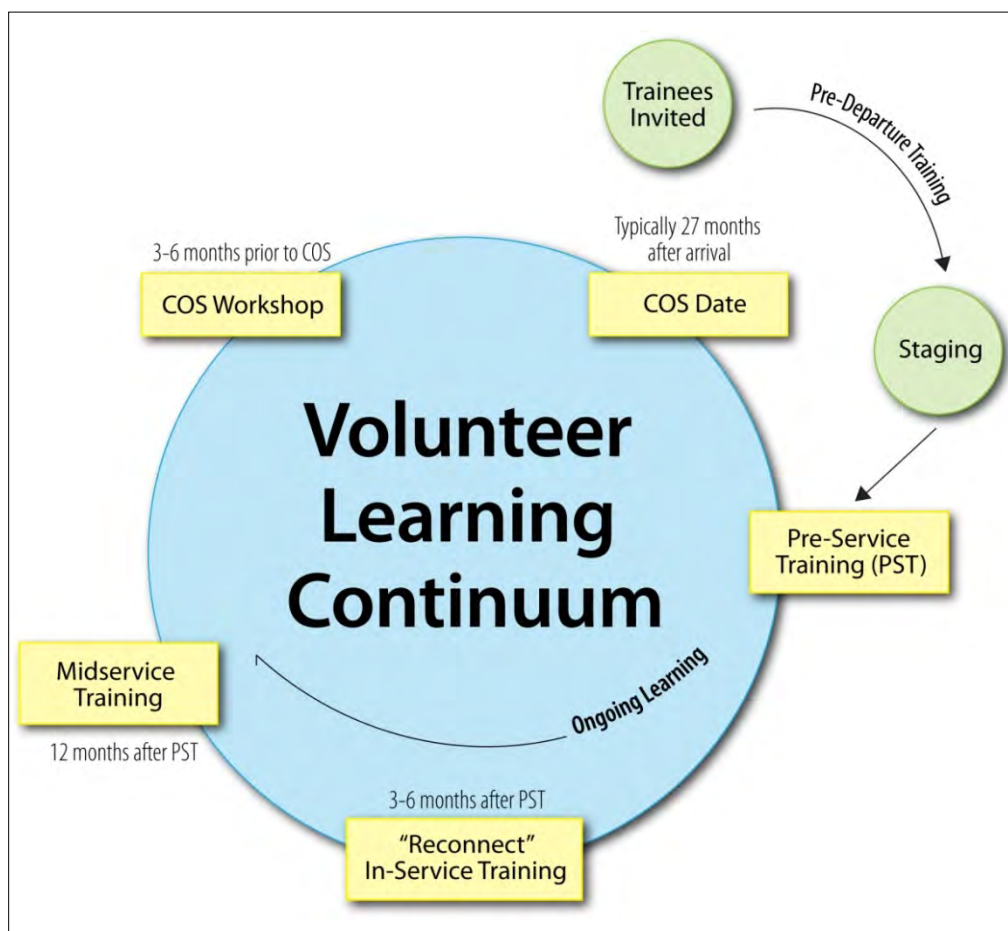 Trainees
Invited
Pre-Departure Training
Typically 27 months
after arrival
3-6 months prior to COS
COS Workshop
COS Date
Staging
Volunteer
Learning
Continuum
Pre-Service
Training (PST)
Midservice
Training
Ongoing Learning
12 months after PST
3-6 months after PST
“Reconnect”
In-Service Training